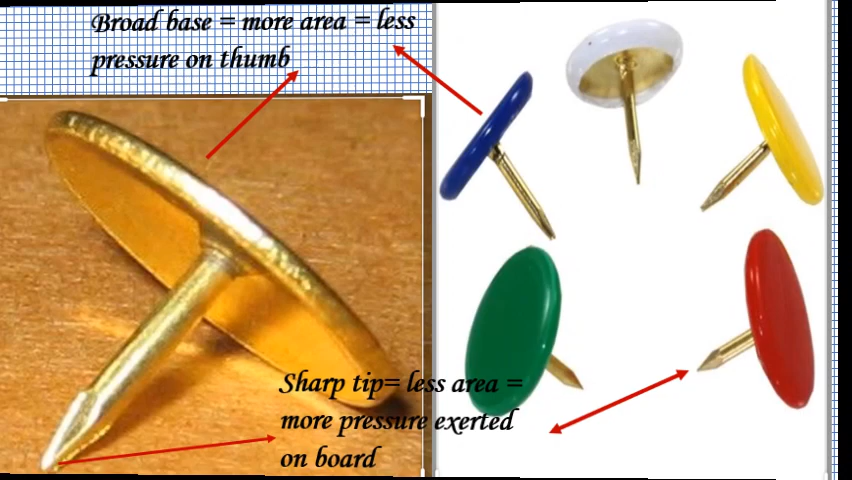 Broad base = more area = less
pressure on thumb
Sharp tip= less area =
more pressure exerted
on board